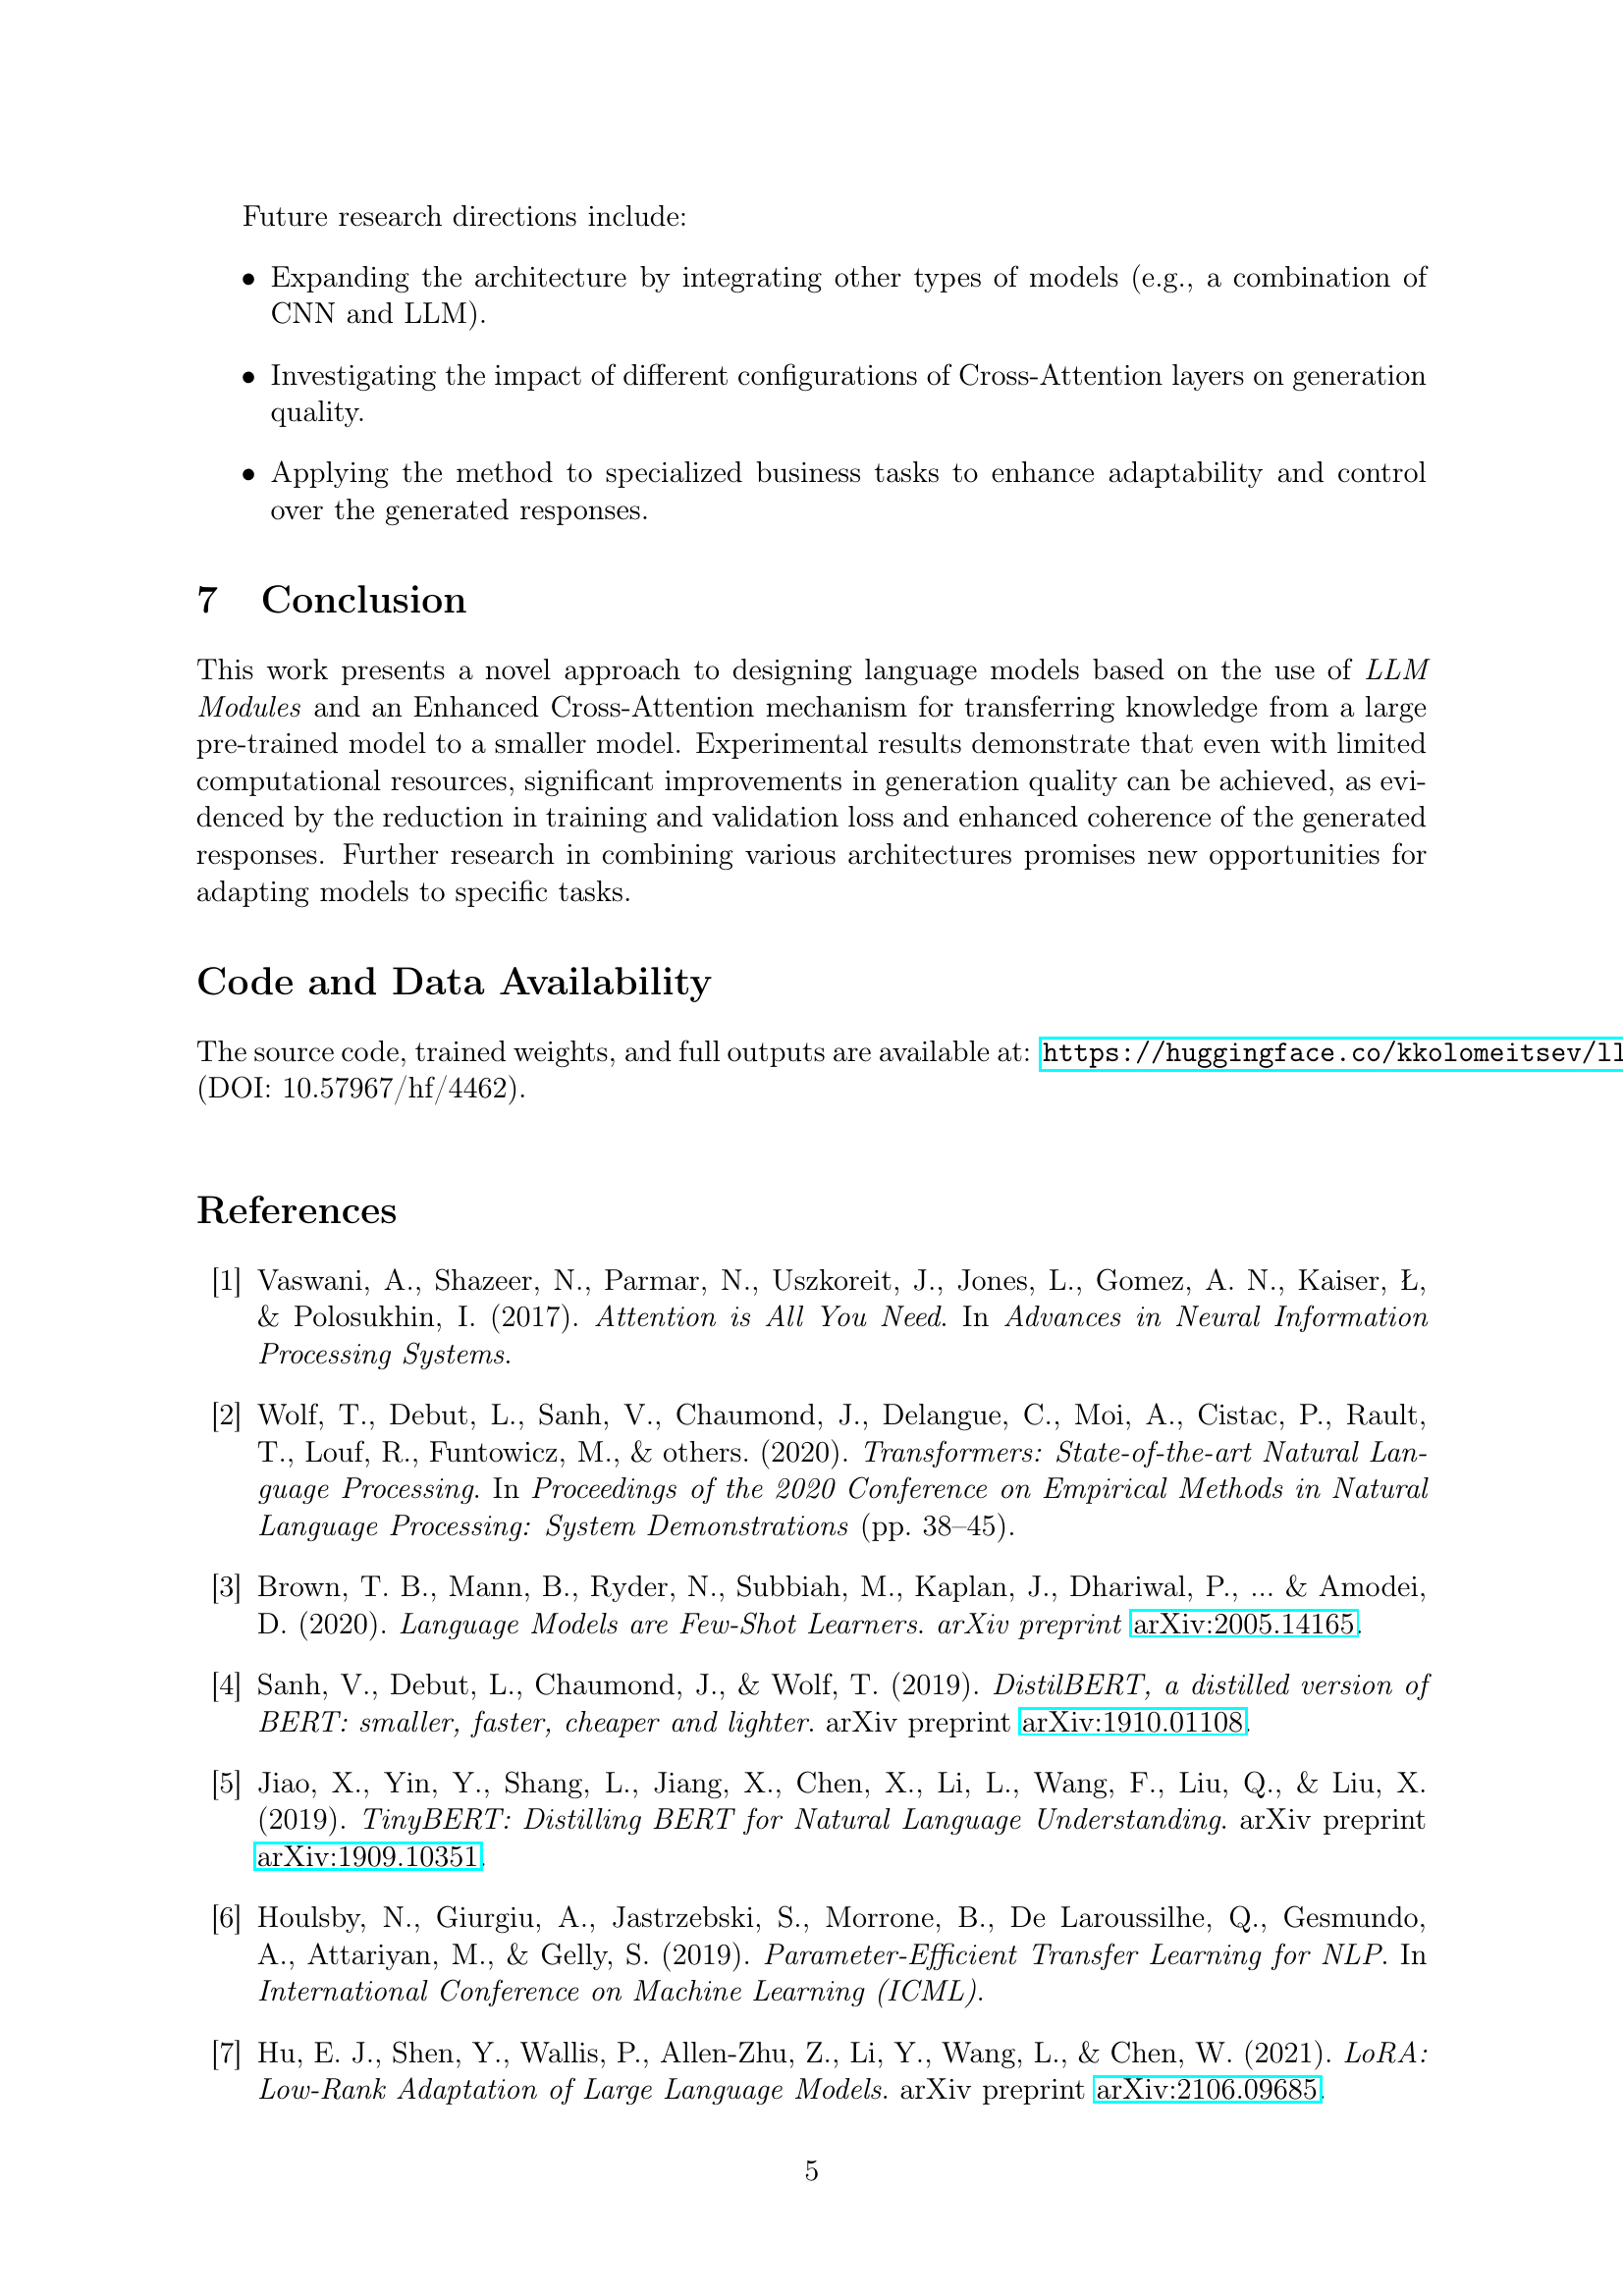 Future research directions include:
• Expanding the architecture by integrating other types of models (e.g., a combination of
CNN and LLM).
• Investigating the impact of different configurations of Cross-Attention layers on generation
quality.
• Applying the method to specialized business tasks to enhance adaptability and control
over the generated responses.
7 Conclusion
This work presents a novel approach to designing language models based on the use of LLM
Modules and an Enhanced Cross-Attention mechanism for transferring knowledge from a large
pre-trained model to a smaller model. Experimental results demonstrate that even with limited
computational resources, significant improvements in generation quality can be achieved, as evi-
denced by the reduction in training and validation loss and enhanced coherence of the generated
responses. Further research in combining various architectures promises new opportunities for
adapting models to specific tasks.
Code and Data Availability
The source code, trained weights, and full outputs are available at: https://huggingface.co/kkolomeitsev/ll
(DOI: 10.57967/hf/4462).
References
[1] Vaswani, A., Shazeer, N., Parmar, N., Uszkoreit, J., Jones, L., Gomez, A. N., Kaiser, Ł,
& Polosukhin, I. (2017). Attention is All You Need. In Advances in Neural Information
Processing Systems.
[2] Wolf, T., Debut, L., Sanh, V., Chaumond, J., Delangue, C., Moi, A., Cistac, P., Rault,
T., Louf, R., Funtowicz, M., & others. (2020). Transformers: State-of-the-art Natural Lan-
guage Processing. In Proceedings of the 2020 Conference on Empirical Methods in Natural
Language Processing: System Demonstrations (pp. 38–45).
[3] Brown, T. B., Mann, B., Ryder, N., Subbiah, M., Kaplan, J., Dhariwal, P., ... & Amodei,
D. (2020). Language Models are Few-Shot Learners. arXiv preprint arXiv:2005.14165.
[4] Sanh, V., Debut, L., Chaumond, J., & Wolf, T. (2019). DistilBERT, a distilled version of
BERT: smaller, faster, cheaper and lighter. arXiv preprint arXiv:1910.01108.
[5] Jiao, X., Yin, Y., Shang, L., Jiang, X., Chen, X., Li, L., Wang, F., Liu, Q., & Liu, X.
(2019). TinyBERT: Distilling BERT for Natural Language Understanding. arXiv preprint
arXiv:1909.10351.
[6] Houlsby, N., Giurgiu, A., Jastrzebski, S., Morrone, B., De Laroussilhe, Q., Gesmundo,
A., Attariyan, M., & Gelly, S. (2019). Parameter-Efficient Transfer Learning for NLP. In
International Conference on Machine Learning (ICML).
[7] Hu, E. J., Shen, Y., Wallis, P., Allen-Zhu, Z., Li, Y., Wang, L., & Chen, W. (2021). LoRA:
Low-Rank Adaptation of Large Language Models. arXiv preprint arXiv:2106.09685.
5